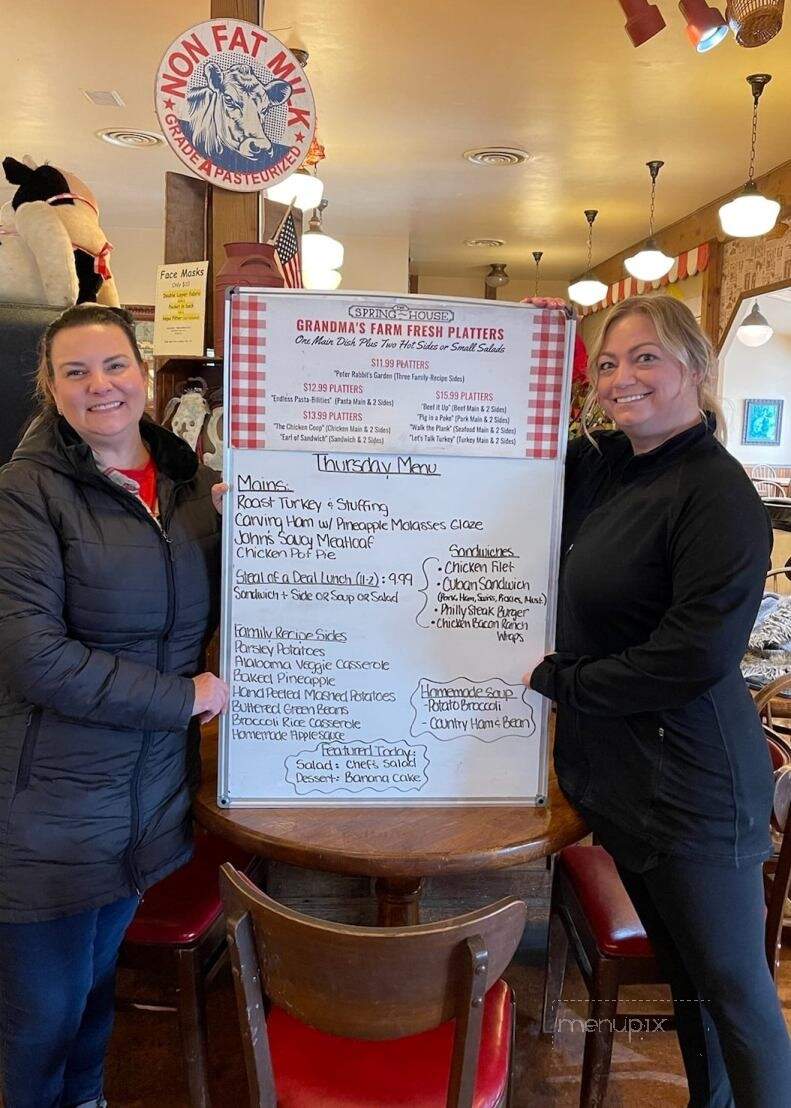 NON FAT MILK
GRADE A PASTEURIZED
Face Masks
Only $10
SPRING HOUSE
GRANDMA'S FARM FRESH PLATTERS
One Main Dish Plus Two Hot Sides or Small Salads
$11.99 PLATTERS
"Peter Rabbit's Garden (Three Family-Recipe Sides)
$12.99 PLATTERS
"Endless Pasta-Bilities" (Pasta Main & 2 Sides)
$13.99 PLATTERS
"The Chicken Coop" (Chicken Main & 2 Sides)
"Earl of Sandwich" (Sandwich & 2 Sides)
$15.99 PLATTERS
"Beef it Up" (Beef Main & 2 Sides)
"Pig in a Poke" (Pork Main & 2 Sides)
"Walk the Plank" (Seafood Main & 2 Sides)
"Let's Talk Turkey" (Turkey Main & 2 Sides)
Thursday Menu
Mains:
Roast Turkey & Stuffing
Carving Ham w/ Pineapple Molasses Glaze
John's Saucy Meatloaf
Chicken Pot Pie
Steal of a Deal Lunch (11-2): 9.99
Sandwich + Side OR Soup OR Salad
Sandwiches
• Chicken Filet
• Cuban Sandwich
(Pork, Ham, Swiss, Pickles, Must.)
• Philly Steak Burger
• Chicken Bacon Ranch
Wraps
Family Recipe Sides
Parsley Potatoes
Alabama Veggie Casserole
Baked Pineapple
Hand Peeled Mashed Potatoes
Buttered Green Beans
Broccoli Rice Casserole
Homemade Applesauce
Homemade Soup
- Potato Broccoli
- Country Ham & Bean
Featured Today:
Salad: Chef's Salad
Dessert: Banana Cake
menupix